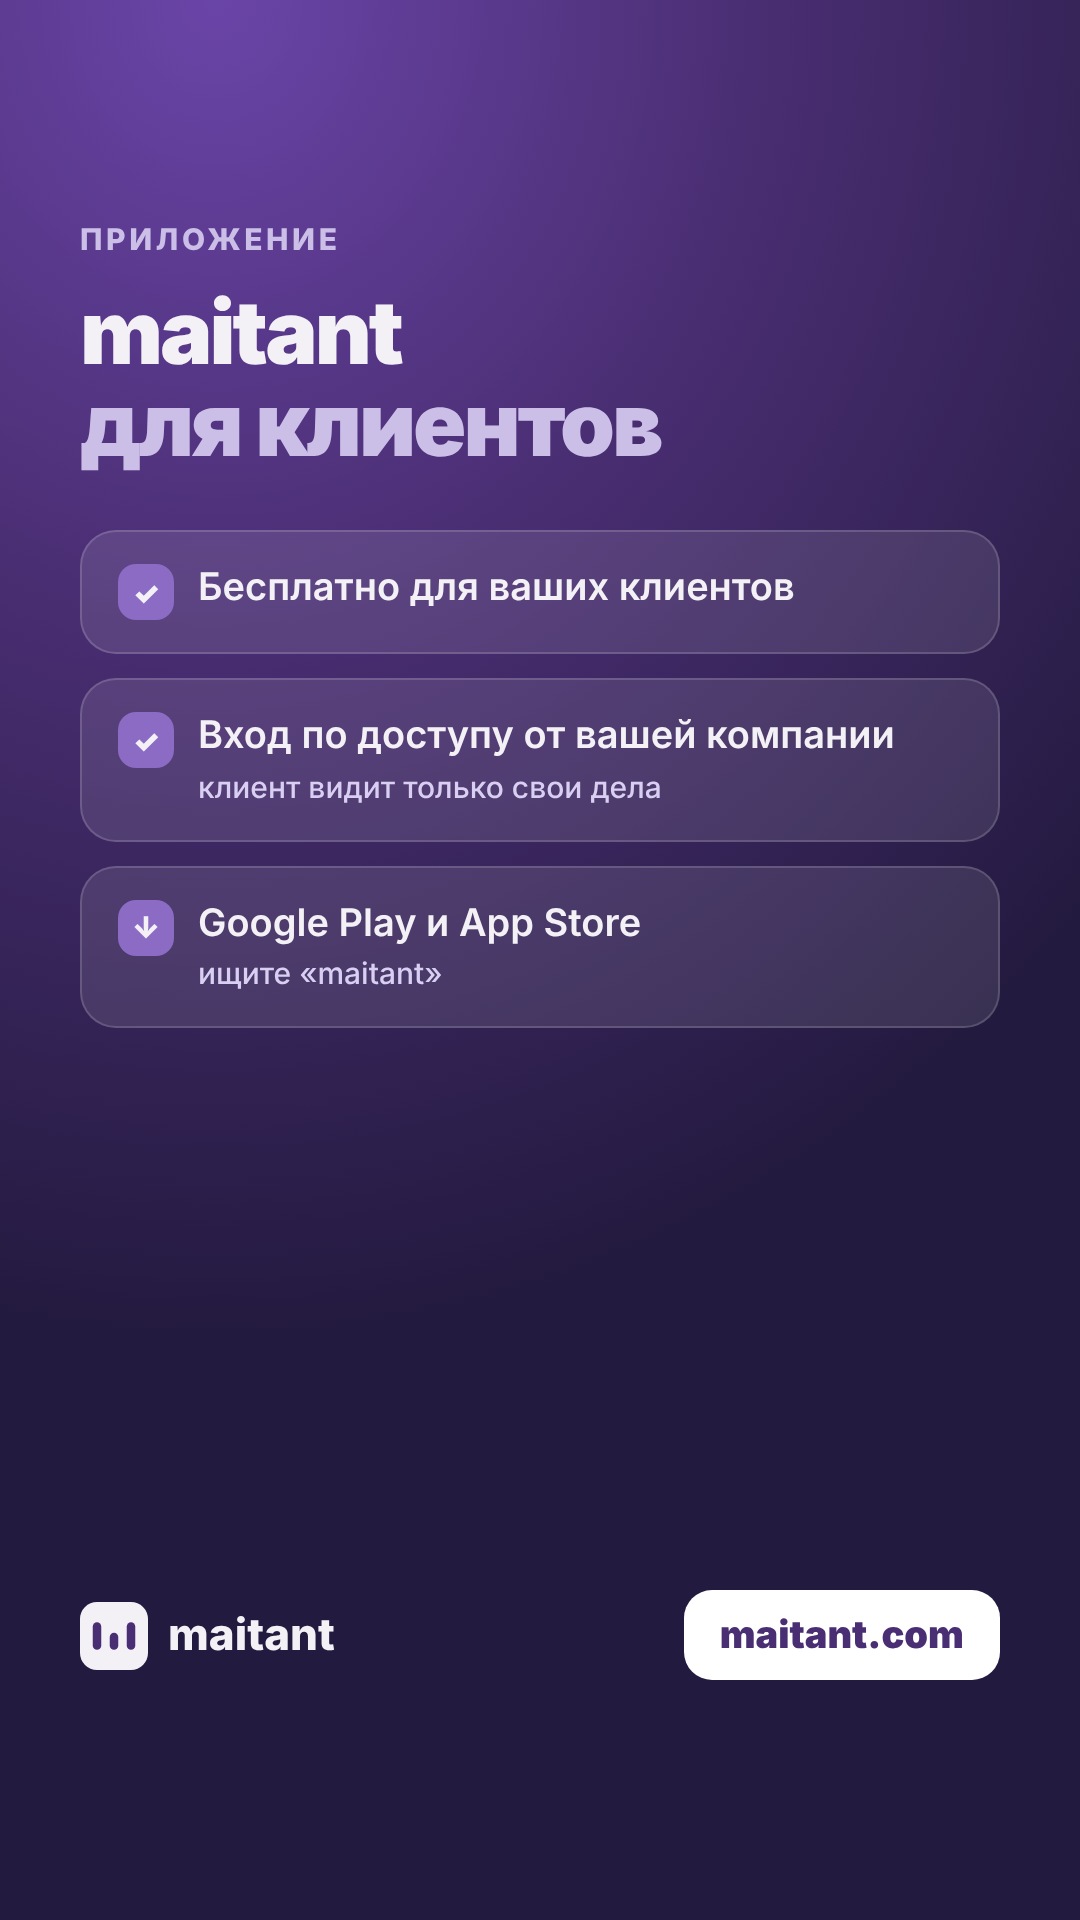 ПРИЛОЖЕНИЕ
maitant
для клиентов
Бесплатно для ваших клиентов
Вход по доступу от вашей компании
клиент видит только свои дела
Google Play и App Store
ищите «maitant»
maitant
maitant.com